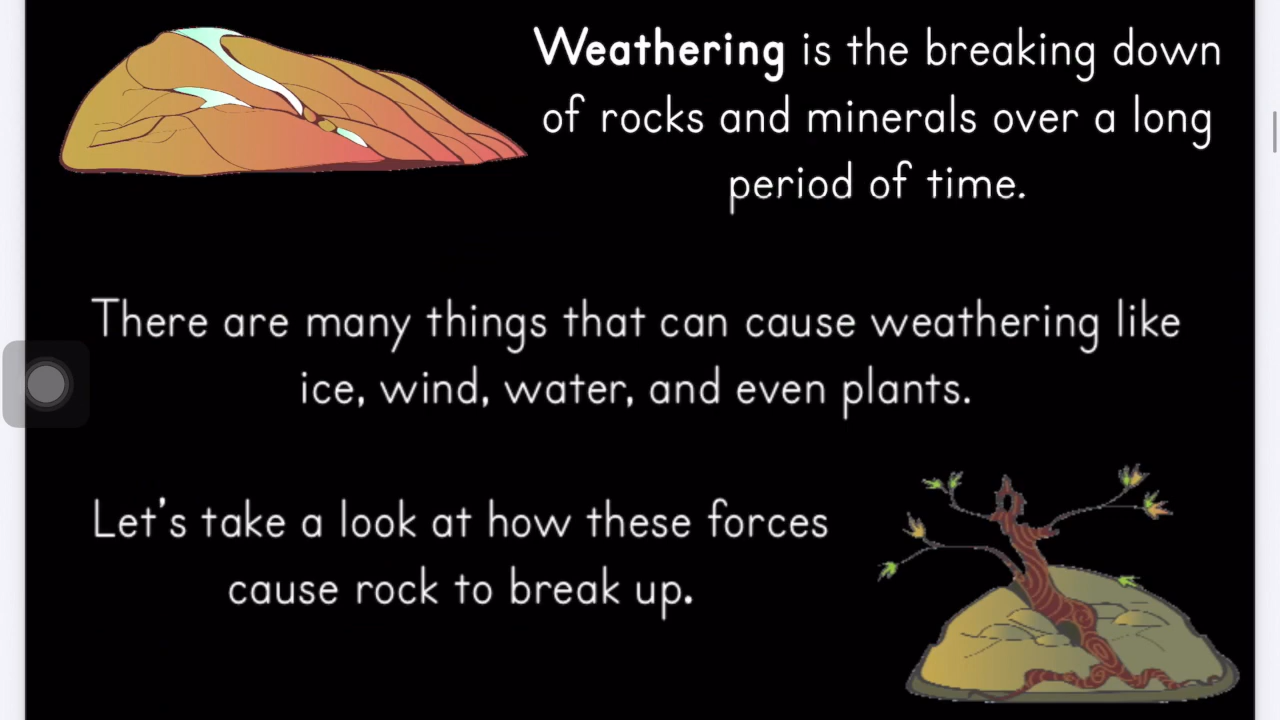 Weathering is the breaking down
of rocks and minerals over a long
period of time.
There are many things that can cause weathering like
ice, wind, water, and even plants.
Let's take a look at how these forces
cause rock to break up.